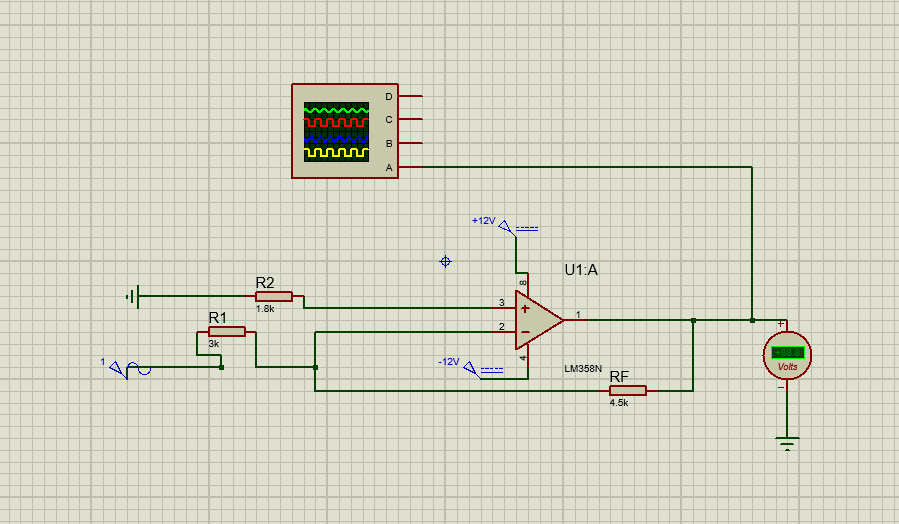 D
C
B
A
+12V
U1:A
8
R2
1.8k
3
1
R1
3k
2
1
-12V
4
LM358N
RF
4.5k
+
Volts
−